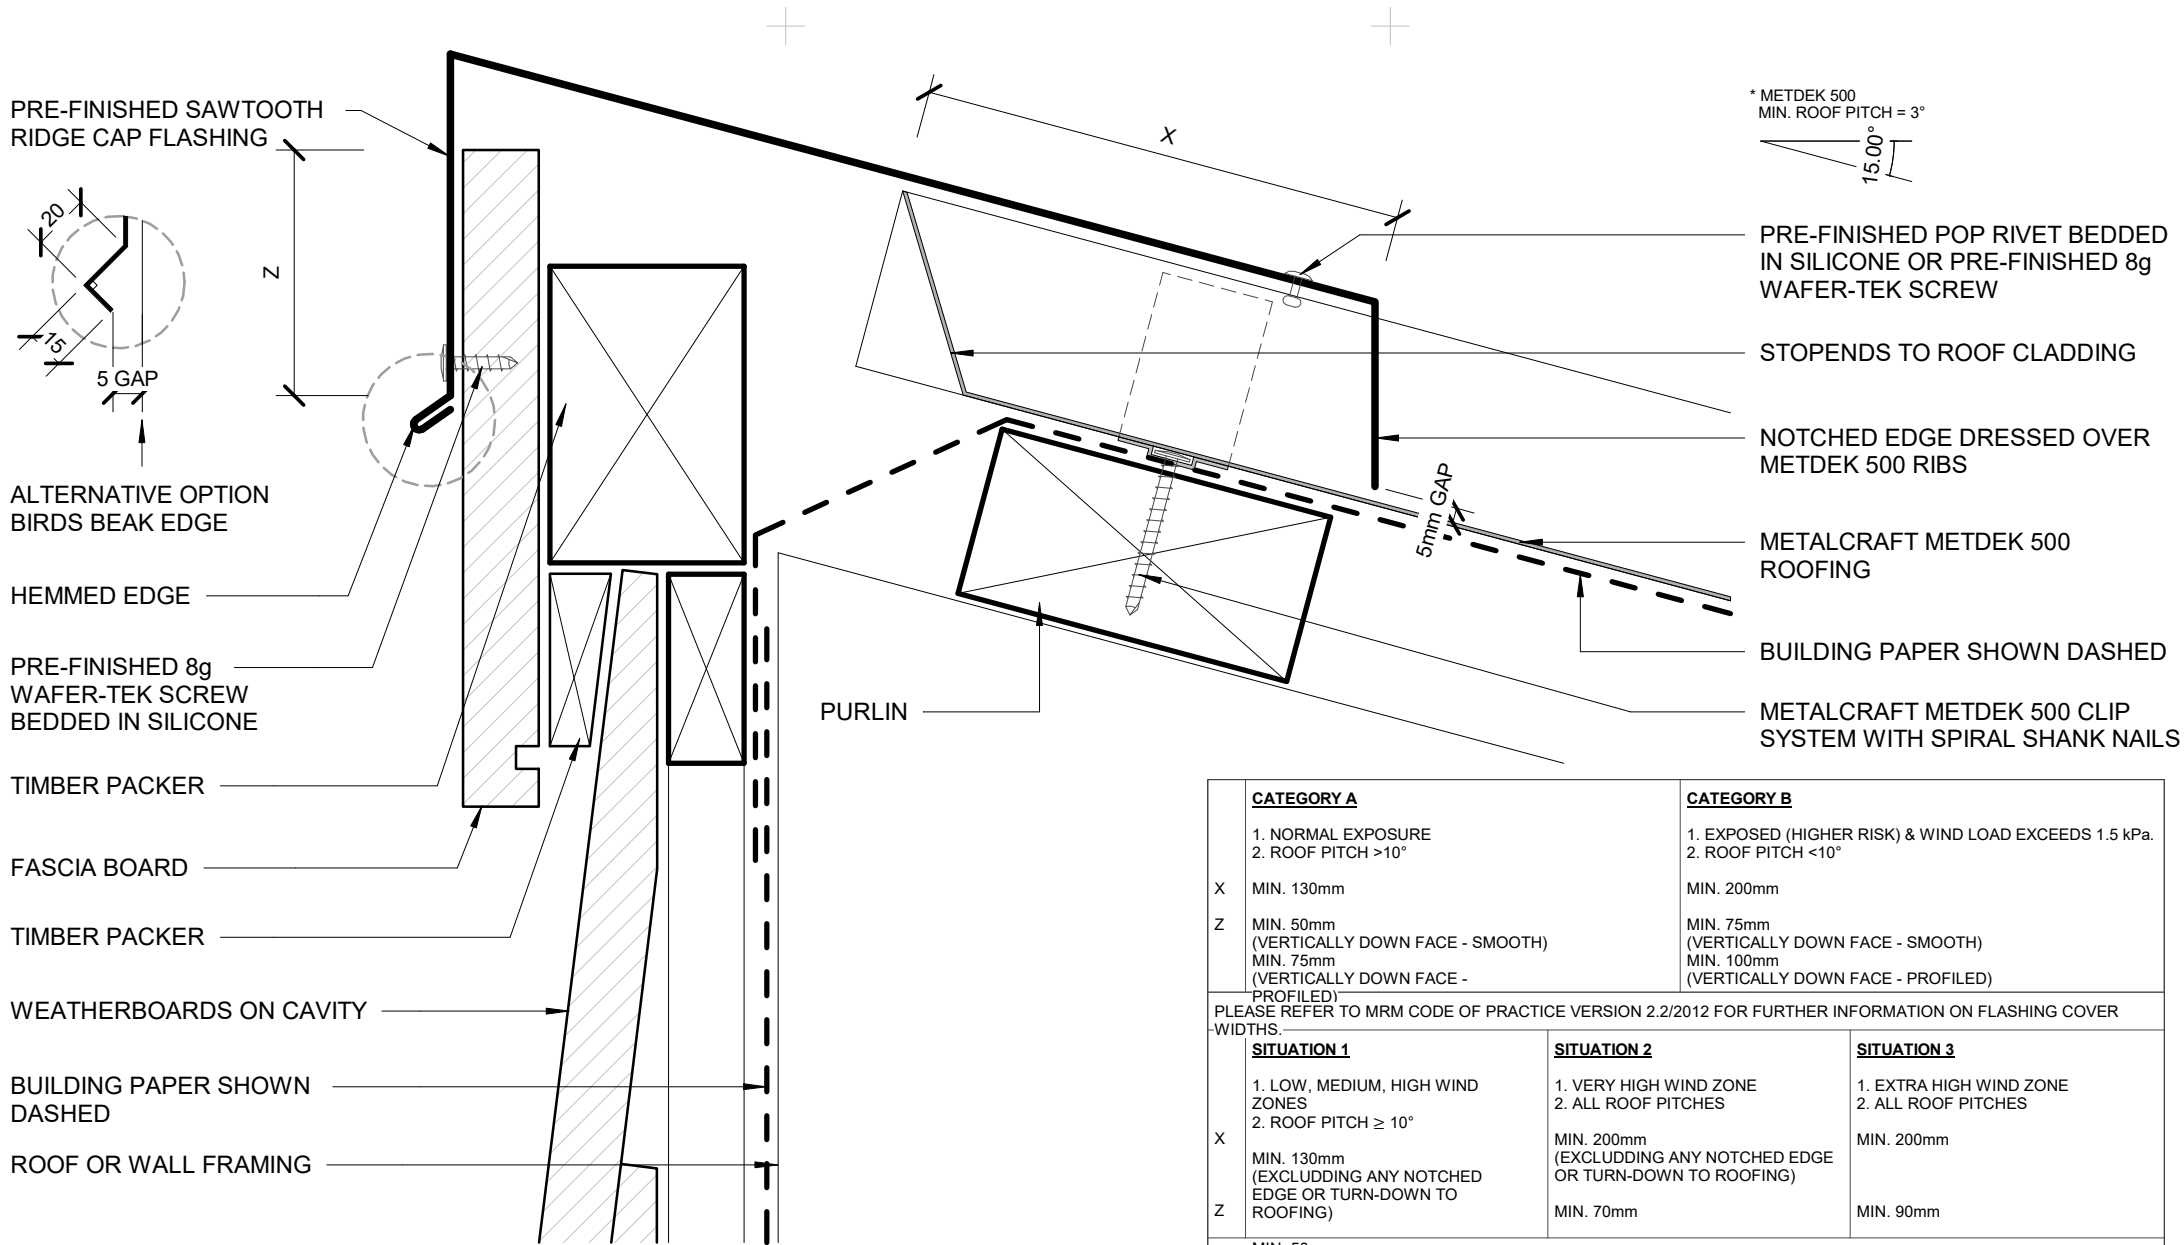 PRE-FINISHED SAWTOOTH
RIDGE CAP FLASHING
20
15
5 GAP
Z
ALTERNATIVE OPTION
BIRDS BEAK EDGE
HEMMED EDGE
PRE-FINISHED 8g
WAFER-TEK SCREW
BEDDED IN SILICONE
TIMBER PACKER
FASCIA BOARD
TIMBER PACKER
WEATHERBOARDS ON CAVITY
BUILDING PAPER SHOWN
DASHED
ROOF OR WALL FRAMING
X
PURLIN
5mm GAP
* METDEK 500
MIN. ROOF PITCH = 3°
15.00°
PRE-FINISHED POP RIVET BEDDED
IN SILICONE OR PRE-FINISHED 8g
WAFER-TEK SCREW
STOPENDS TO ROOF CLADDING
NOTCHED EDGE DRESSED OVER
METDEK 500 RIBS
METALCRAFT METDEK 500
ROOFING
BUILDING PAPER SHOWN DASHED
METALCRAFT METDEK 500 CLIP
SYSTEM WITH SPIRAL SHANK NAILS
CATEGORY A
1. NORMAL EXPOSURE
2. ROOF PITCH >10°
X
MIN. 130mm
Z
MIN. 50mm
(VERTICALLY DOWN FACE - SMOOTH)
MIN. 75mm
(VERTICALLY DOWN FACE -
PROFILED)
CATEGORY B
1. EXPOSED (HIGHER RISK) & WIND LOAD EXCEEDS 1.5 kPa.
2. ROOF PITCH <10°
MIN. 200mm
MIN. 75mm
(VERTICALLY DOWN FACE - SMOOTH)
MIN. 100mm
(VERTICALLY DOWN FACE - PROFILED)
PLEASE REFER TO MRM CODE OF PRACTICE VERSION 2.2/2012 FOR FURTHER INFORMATION ON FLASHING COVER
WIDTHS.
SITUATION 1
1. LOW, MEDIUM, HIGH WIND
ZONES
2. ROOF PITCH ≥ 10°
X
MIN. 130mm
(EXCLUDDING ANY NOTCHED
EDGE OR TURN-DOWN TO
ROOFING)
Z
SITUATION 2
1. VERY HIGH WIND ZONE
2. ALL ROOF PITCHES
MIN. 200mm
(EXCLUDDING ANY NOTCHED EDGE
OR TURN-DOWN TO ROOFING)
MIN. 70mm
SITUATION 3
1. EXTRA HIGH WIND ZONE
2. ALL ROOF PITCHES
MIN. 200mm
MIN. 90mm